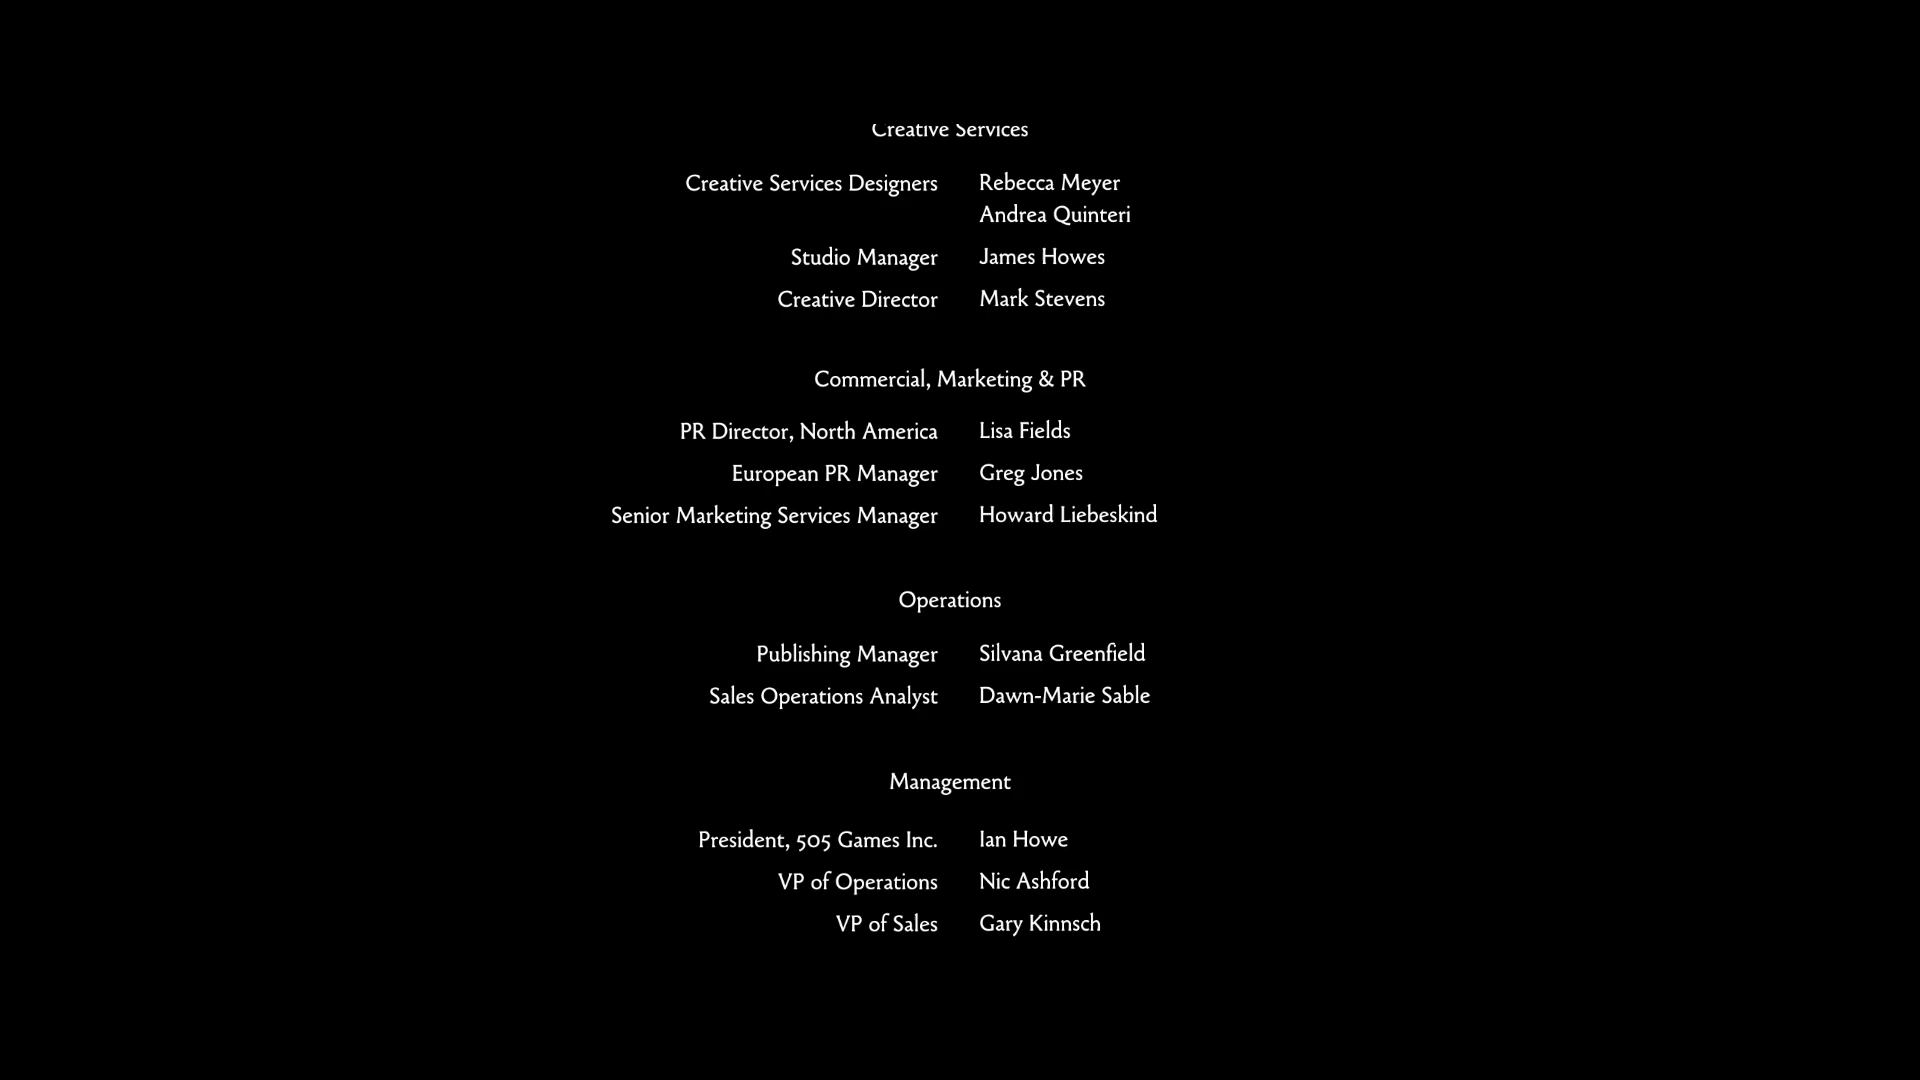 Creative Services
Creative Services Designers Rebecca Meyer
Andrea Quinteri
Studio Manager James Howes
Creative Director Mark Stevens
Commercial, Marketing & PR
PR Director, North America Lisa Fields
European PR Manager Greg Jones
Senior Marketing Services Manager Howard Liebeskind
Operations
Publishing Manager Silvana Greenfield
Sales Operations Analyst Dawn-Marie Sable
Management
President, 505 Games Inc. Ian Howe
VP of Operations Nic Ashford
VP of Sales Gary Kinnsch